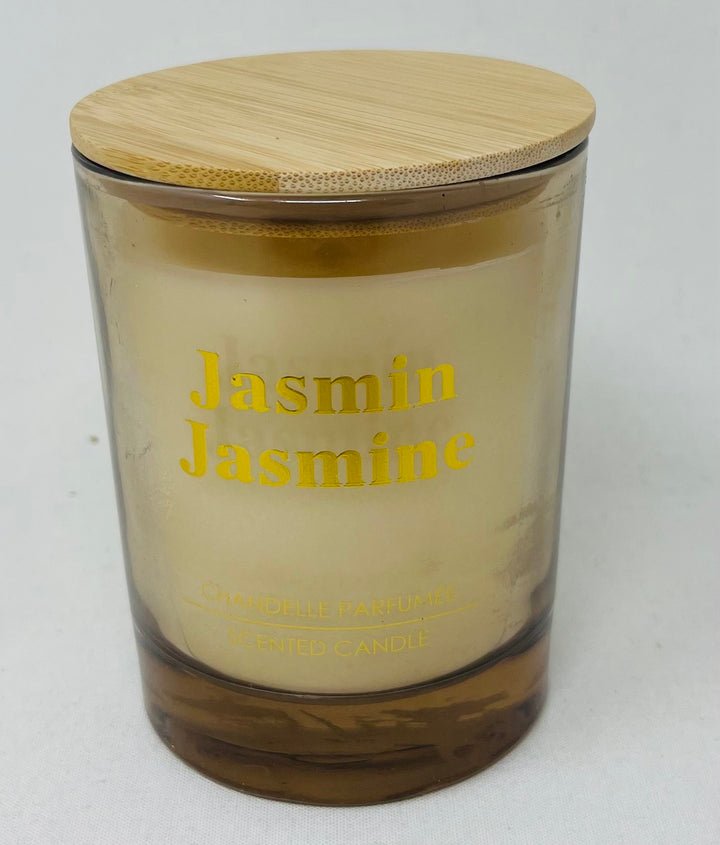 Jasmin
Jasmine
CHANDELLE PARFUMÉE
SCENTED CANDLE